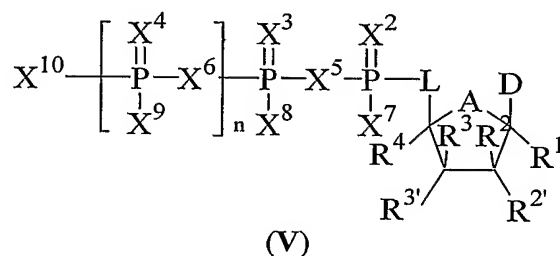 X⁴ X³ X²
X¹⁰ P X⁶ P X⁵ P L A D
X⁹ n X⁸ X⁷
R⁴ R³ R² R¹
R³' R²'
(V)